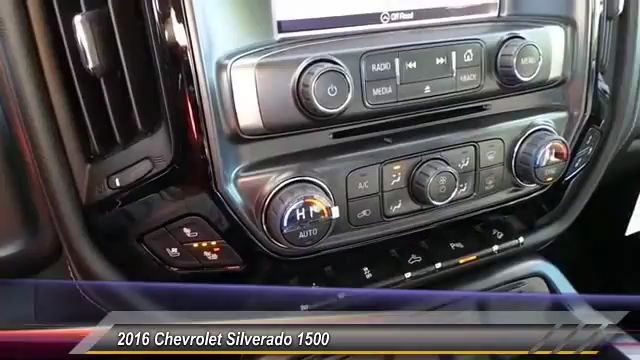 Off Road
RADIO
MEDIA
BACK
MENU
A/C
HI
AUTO
2016 Chevrolet Silverado 1500